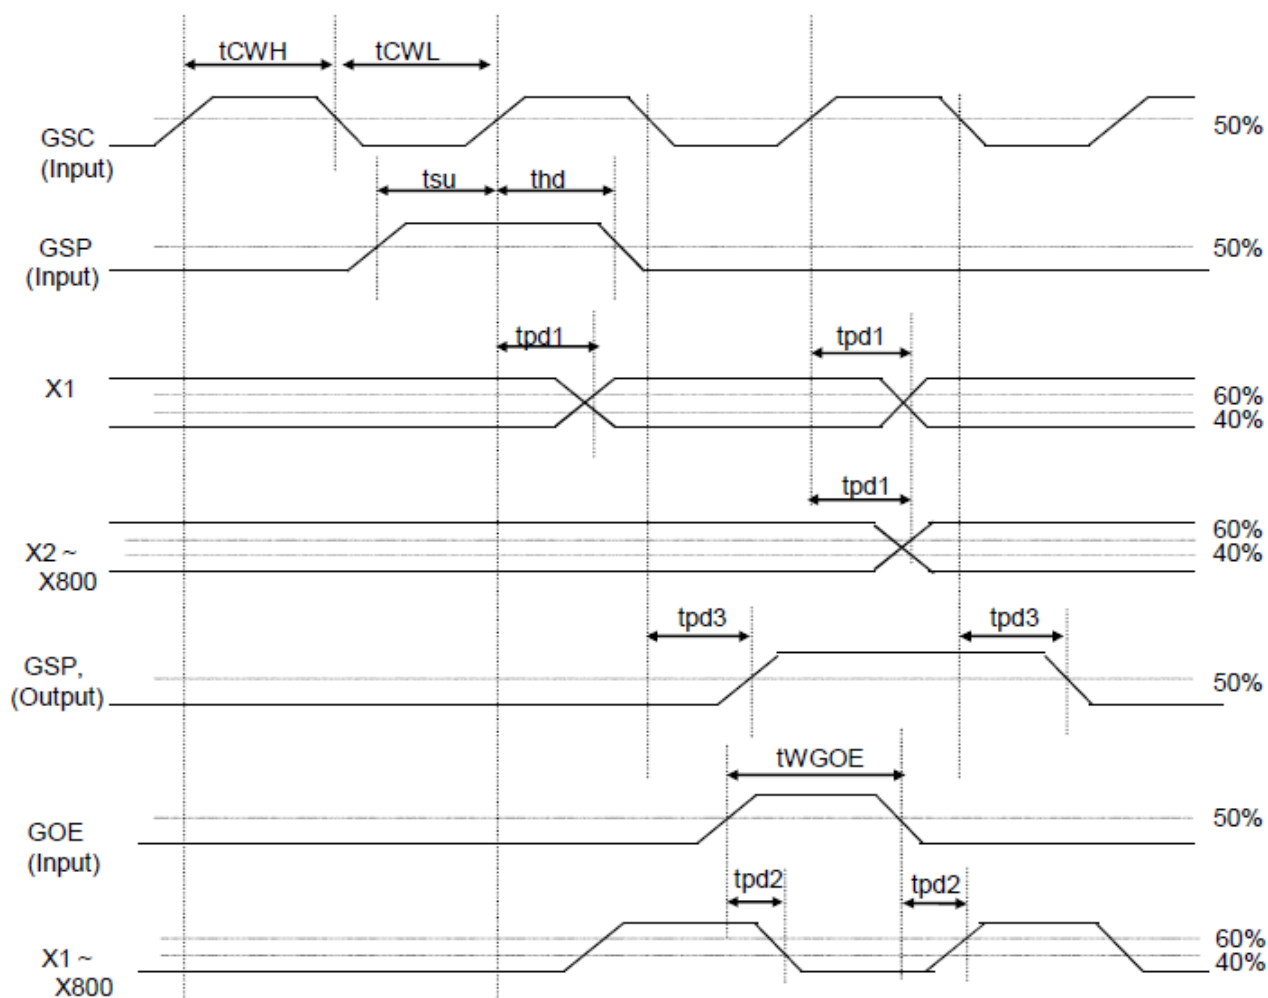 tCWH tCWL
GSC
(Input)
50%
tsu thd
GSP
(Input)
50%
tpd1 tpd1
X1
60%
40%
tpd1
X2 ~
X800
60%
40%
tpd3 tpd3
GSP,
(Output)
50%
tWGOE
GOE
(Input)
50%
tpd2 tpd2
X1 ~
X800
60%
40%